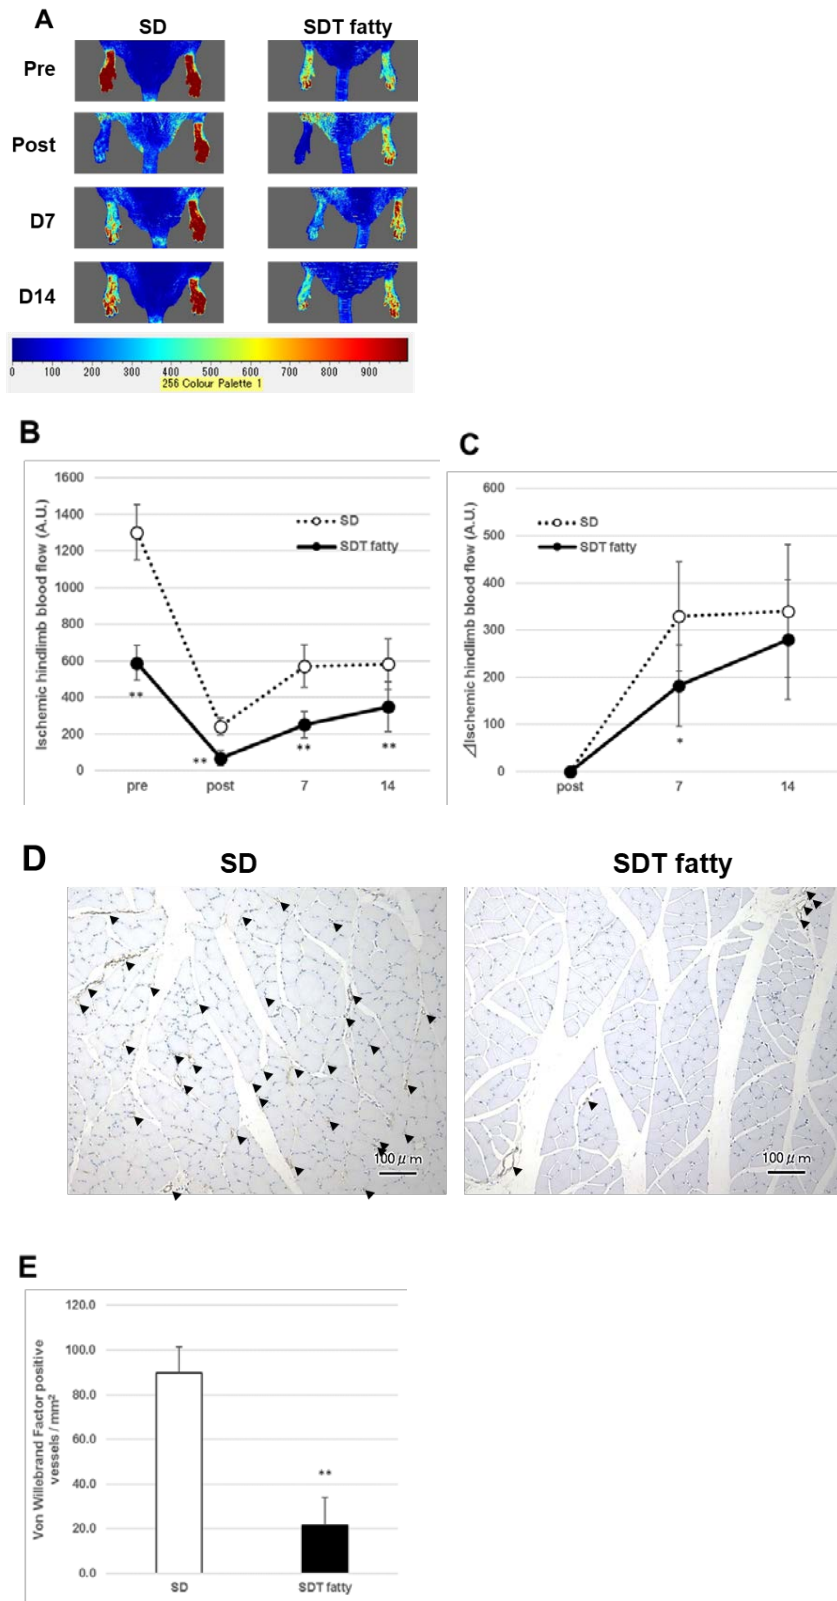 A
SD
SDT fatty
Pre
Post
D7
D14
0 100 200 300 400 500 600 700 800 900
256 Colour Palette 1
B
Ischemic hindlimb blood flow (A.U.)
1600
1400
1200
1000
800
600
400
200
0
SD
SDT fatty
**
**
**
**
pre post 7 14
C
⊿Ischemic hindlimb blood flow (A.U.)
600
500
400
300
200
100
0
SD
SDT fatty
*
post 7 14
D
SD
SDT fatty
100 μm
100 μm
E
Von Willebrand Factor positive
vessels / mm²
120.0
100.0
80.0
60.0
40.0
20.0
0.0
**
SD SDT fatty